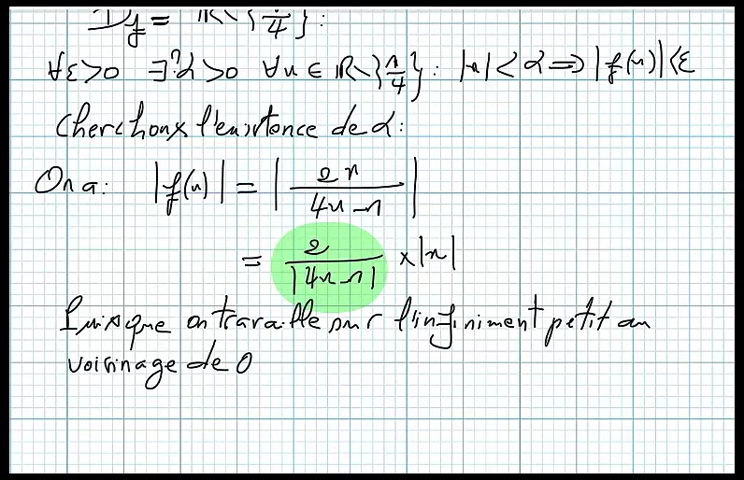 D_f = ℝ \ {1/4}:
∀ε>0 ∃?α>0 ∀x ∈ ℝ \ {1/4}: |x| < α ⟹ |f(x)| < ε
Cherchons l'existence de α:
On a: |f(x)| = | 2x / (4x-1) |
= 2 / |4x-1| × |x|
Puisque on travaille sur l'infiniment petit au
voisinage de 0